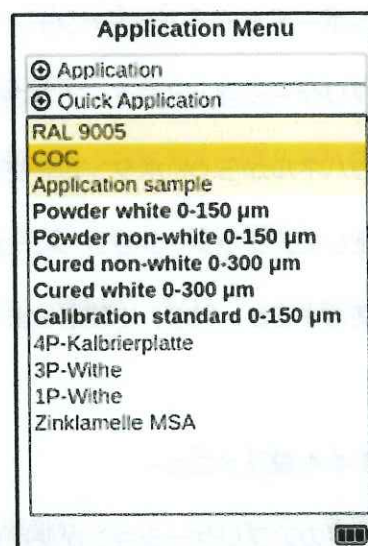 Application Menu
Application
Quick Application
RAL 9005
COC
Application sample
Powder white 0-150 µm
Powder non-white 0-150 µm
Cured non-white 0-300 µm
Cured white 0-300 µm
Calibration standard 0-150 µm
4P-Kalbrierplatte
3P-Withe
1P-Withe
Zinklamelle MSA